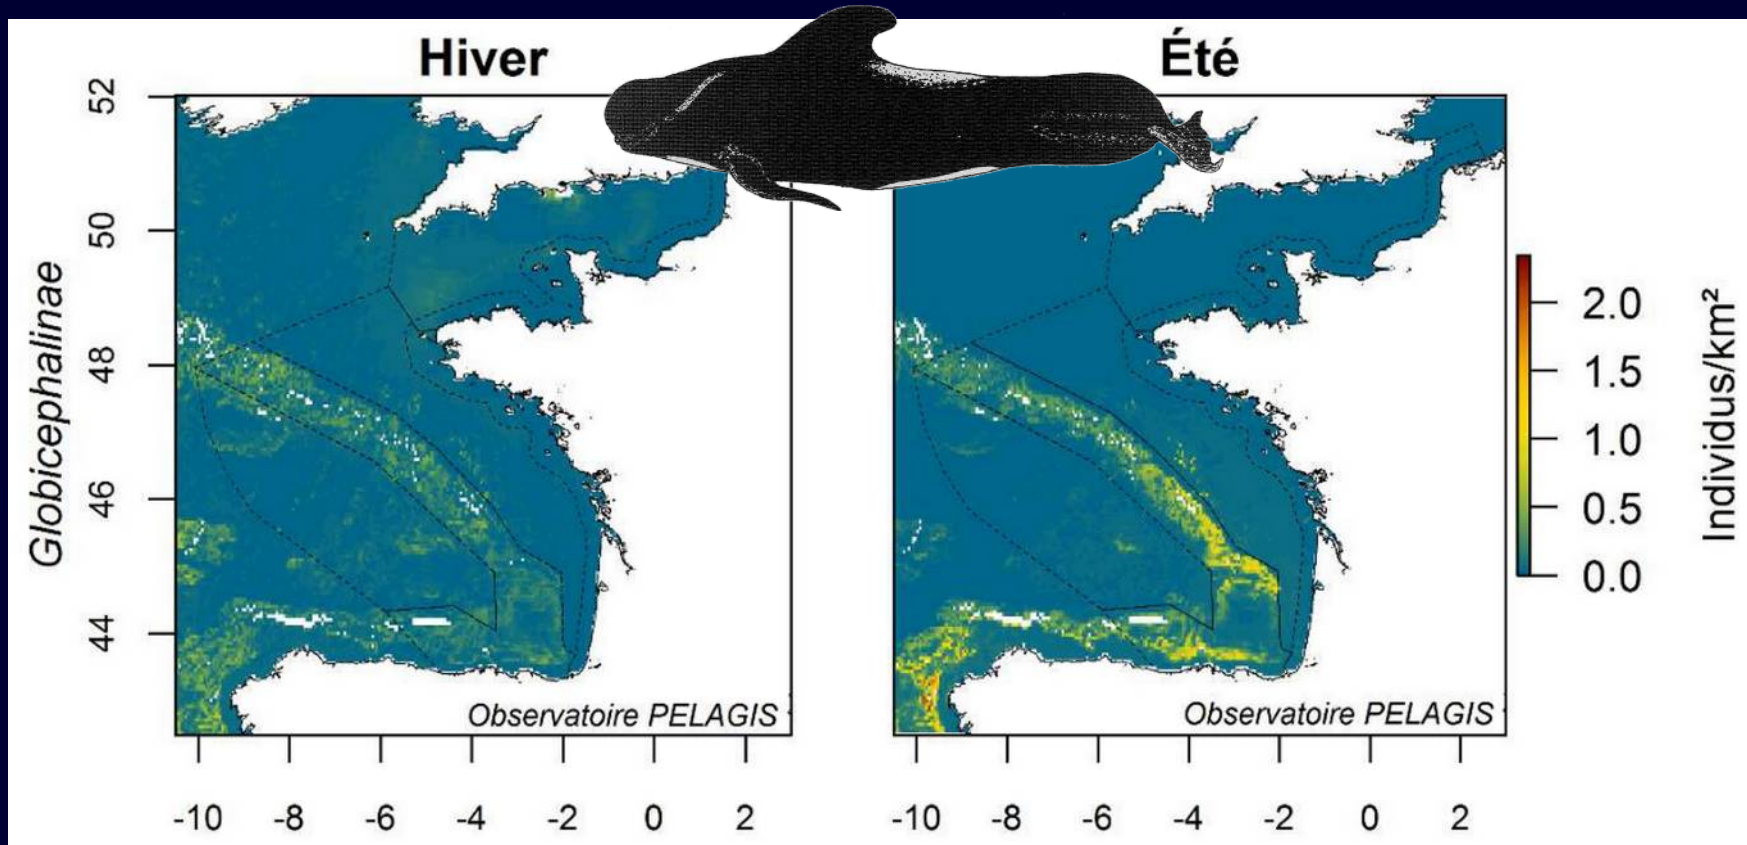 Hiver
Été
52
50
48
46
44
Globicephalinae
Observatoire PELAGIS
Observatoire PELAGIS
2.0
1.5
1.0
0.5
0.0
Individus/km²
-10 -8 -6 -4 -2 0 2
-10 -8 -6 -4 -2 0 2